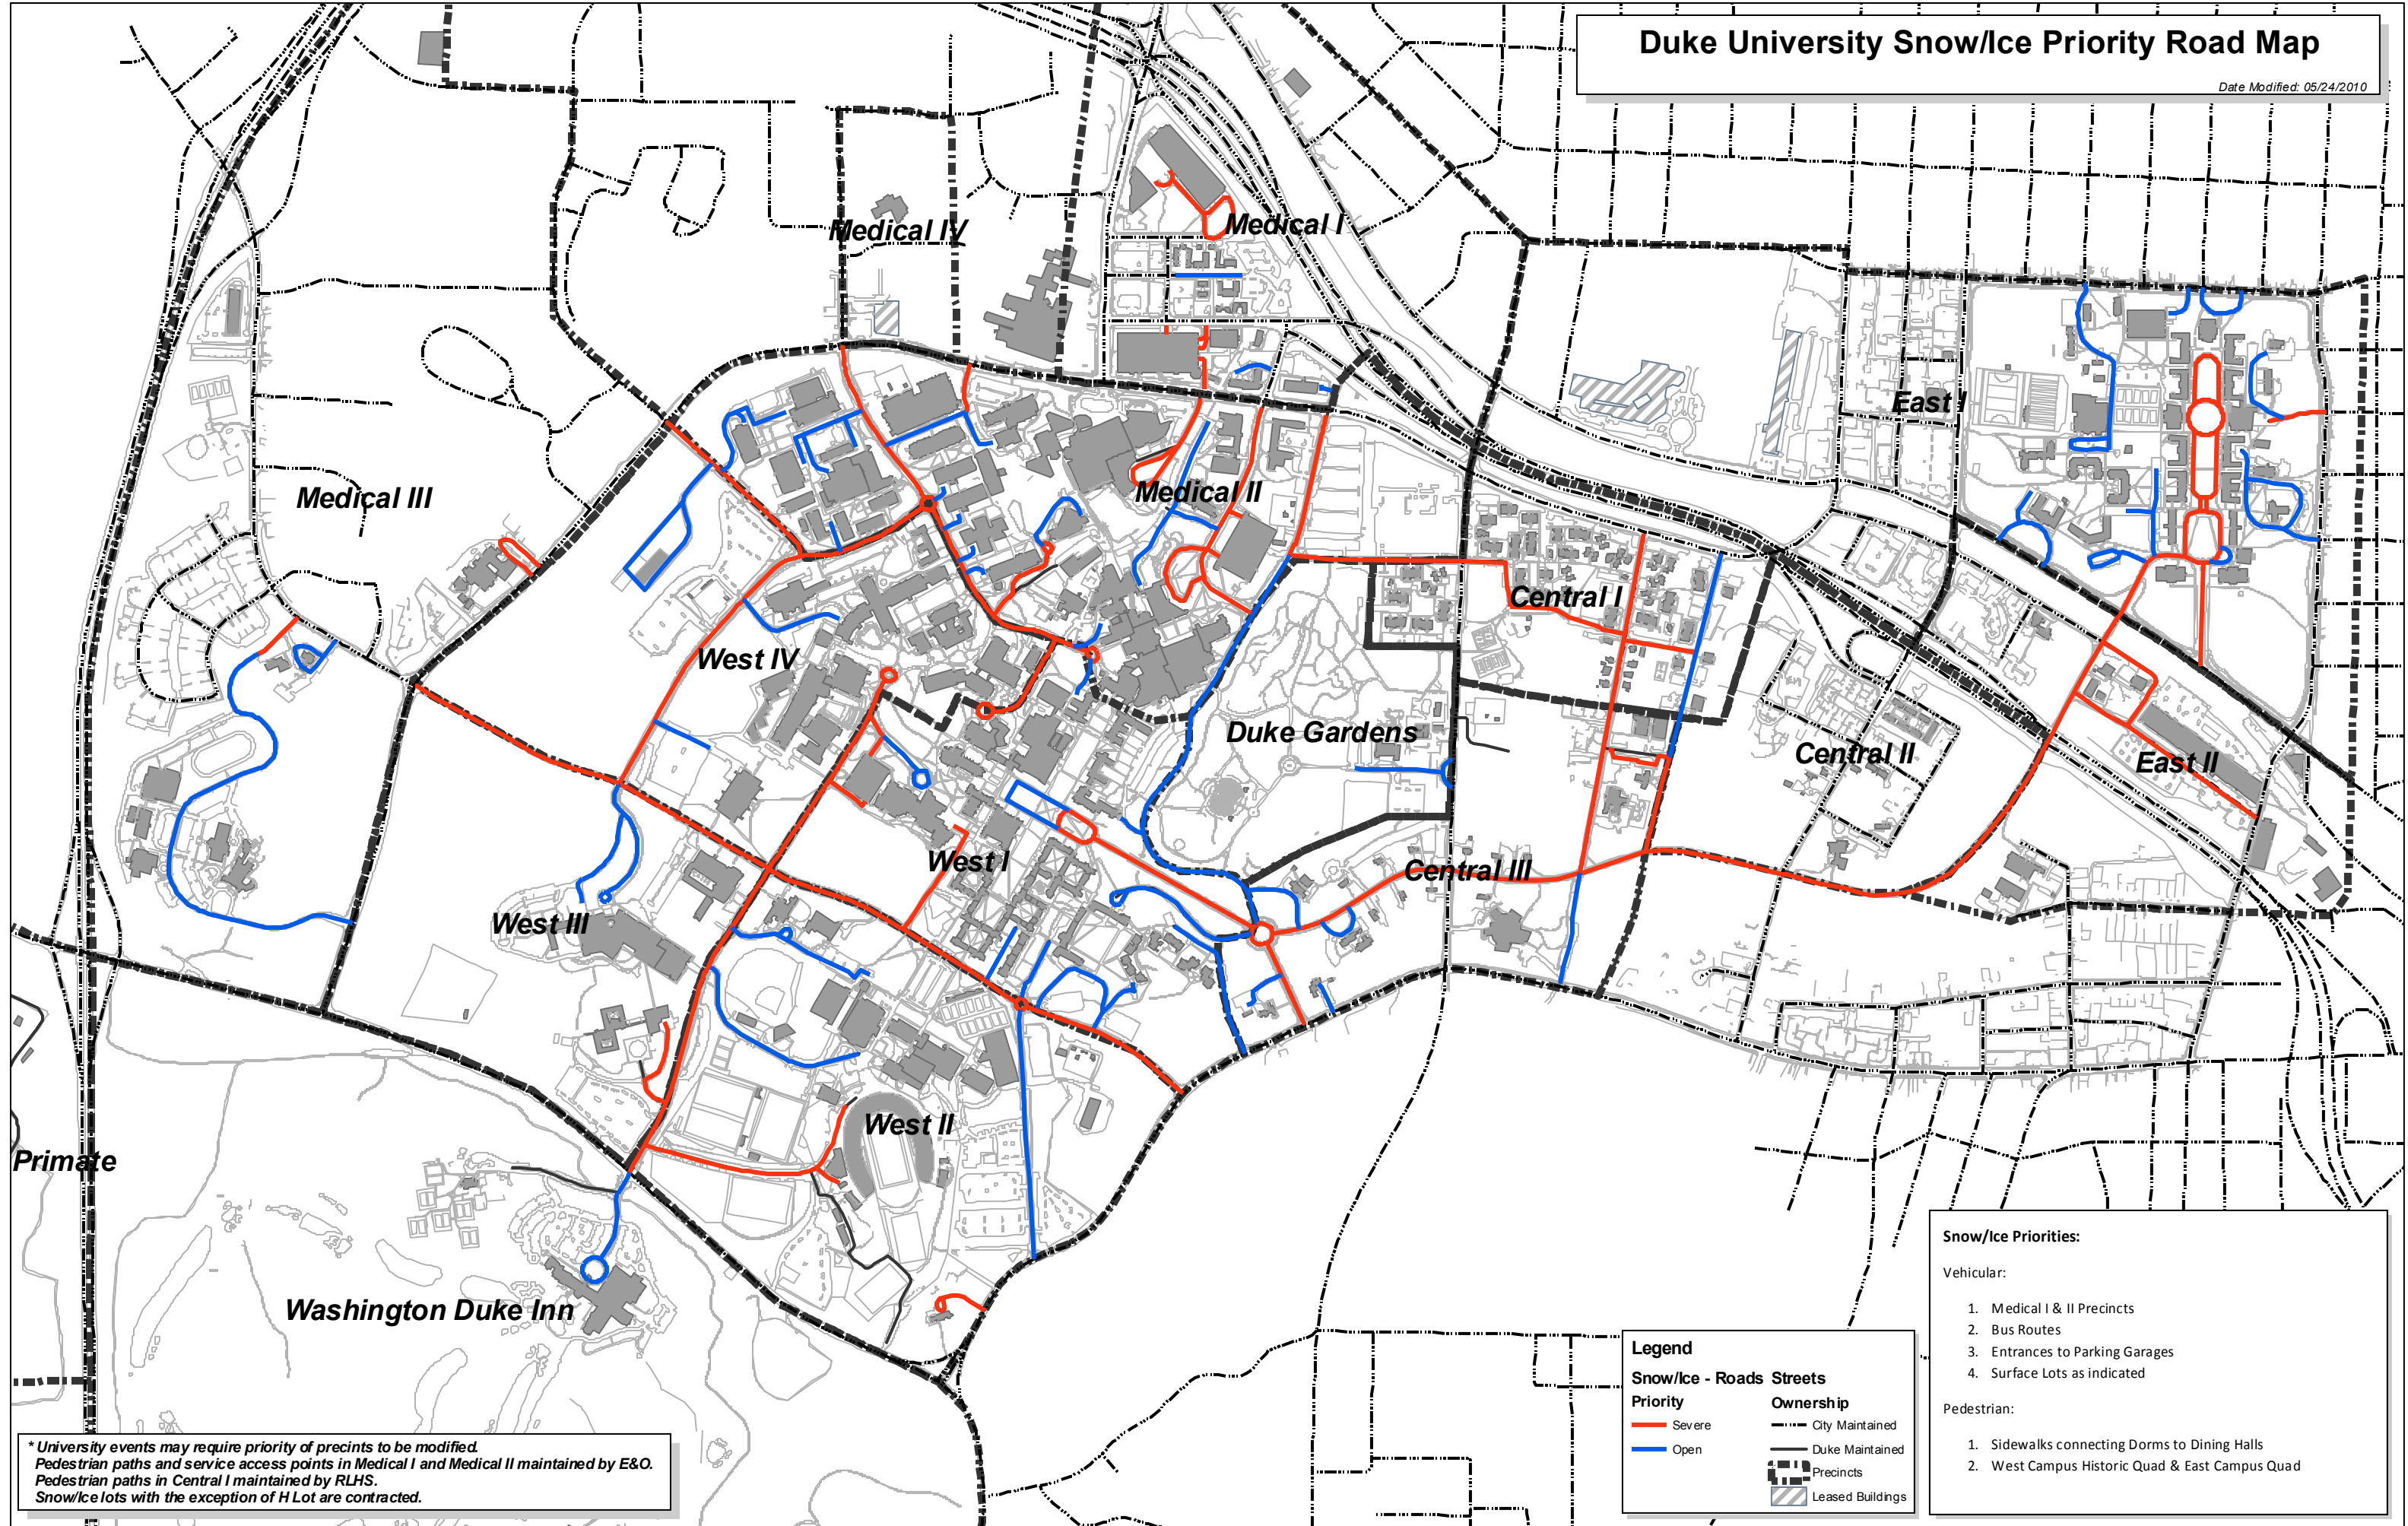 Duke University Snow/Ice Priority Road Map
Date Modified: 05/24/2010
Medical IV
Medical I
East I
Medical III
Medical II
Central I
West IV
Duke Gardens
Central II
East II
West I
Central III
West III
West II
Primate
Washington Duke Inn
Legend
Snow/Ice - Roads Streets
Priority Ownership
Severe City Maintained
Open Duke Maintained
Precincts
Leased Buildings
Snow/Ice Priorities:
Vehicular:
1. Medical I & II Precincts
2. Bus Routes
3. Entrances to Parking Garages
4. Surface Lots as indicated
Pedestrian:
1. Sidewalks connecting Dorms to Dining Halls
2. West Campus Historic Quad & East Campus Quad
* University events may require priority of precints to be modified.
Pedestrian paths and service access points in Medical I and Medical II maintained by E&O.
Pedestrian paths in Central I maintained by RLHS.
Snow/Ice lots with the exception of H Lot are contracted.